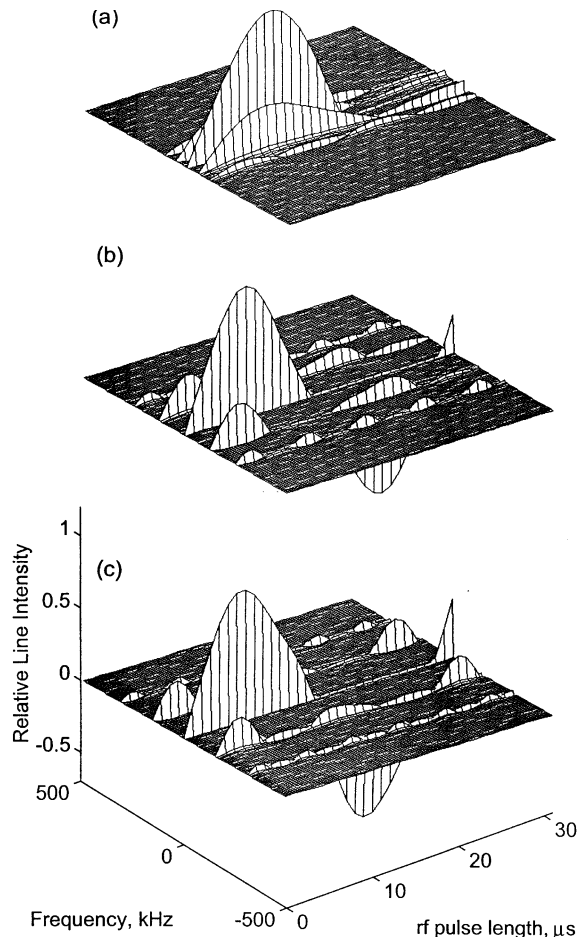 (a)
(b)
(c)
1
0.5
0
-0.5
Relative Line Intensity
500
0
-500
Frequency, kHz
0
10
20
30
rf pulse length, μs